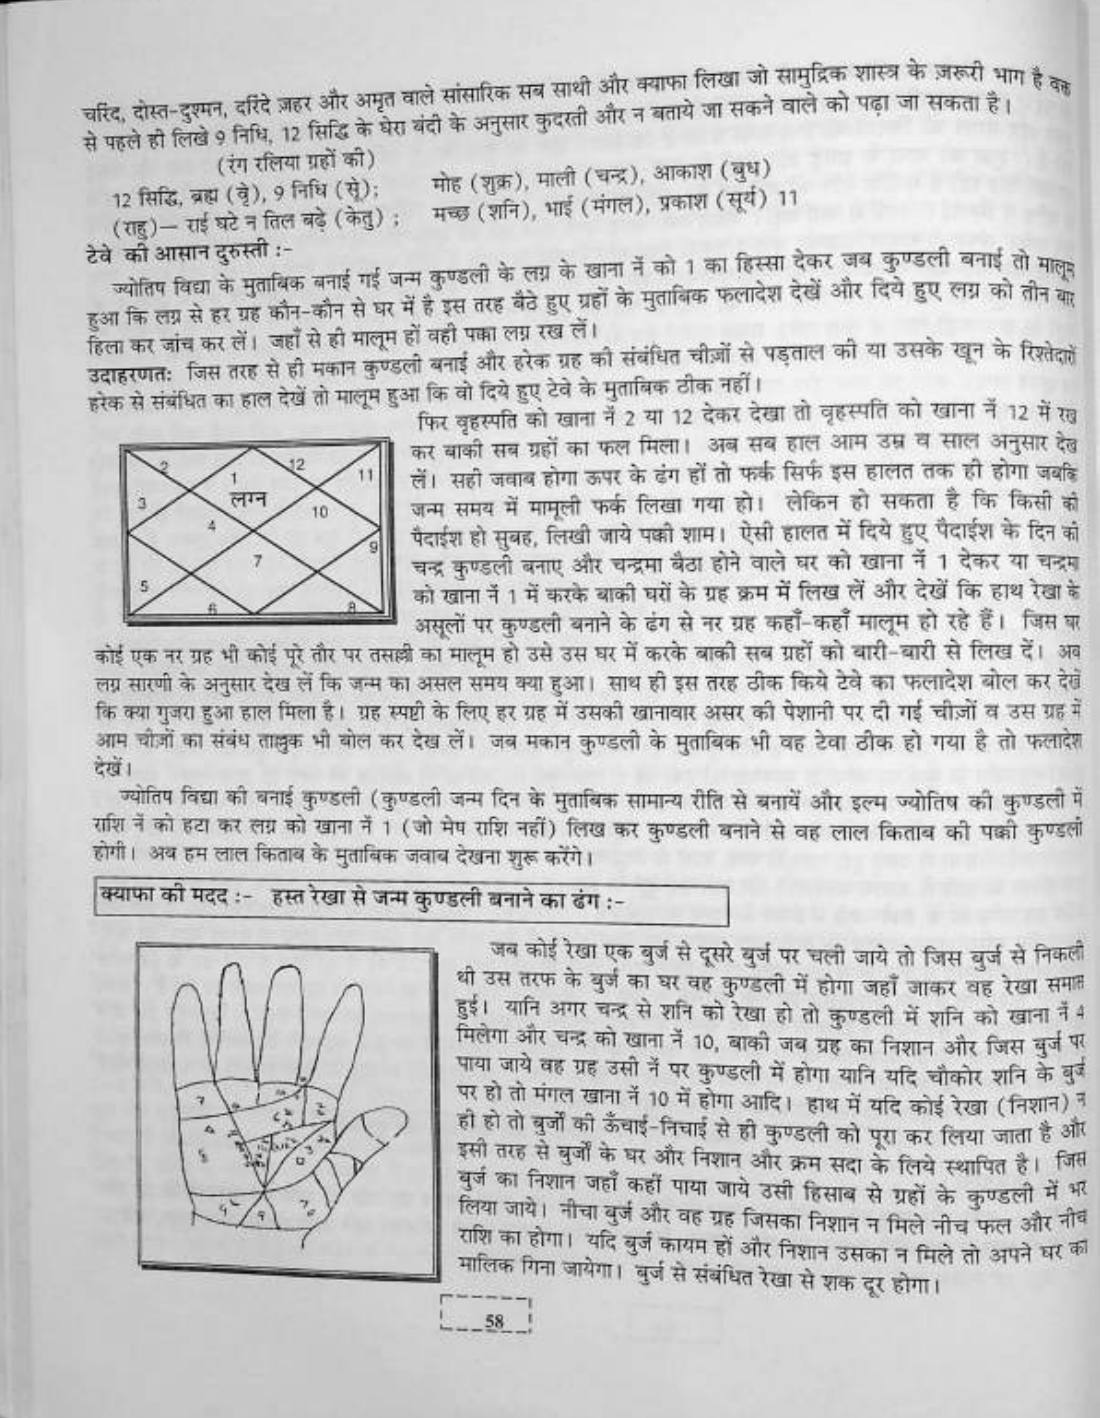 चरिंद, दोस्त-दुश्मन, दरिंदे ज़हर और अमृत वाले सांसारिक सब साथी और क्याफा लिखा जो सामुद्रिक शास्त्र के ज़रूरी भाग है वक्त
से पहले ही लिखे 9 निधि, 12 सिद्धि के घेरा बंदी के अनुसार कुदरती और न बताये जा सकने वाले को पढ़ा जा सकता है।
(रंग रलिया ग्रहों की)
12 सिद्धि, ब्रह्म (वृ), 9 निधि (सू); मोह (शुक्र), माली (चन्द्र), आकाश (बुध)
(राहु)— राई घटे न तिल बढ़े (केतु) ; मच्छ (शनि), भाई (मंगल), प्रकाश (सूर्य) 11
टेवे की आसान दुरुस्ती :-
ज्योतिष विद्या के मुताबिक बनाई गई जन्म कुण्डली के लग्न के खाना नें को 1 का हिस्सा देकर जब कुण्डली बनाई तो मालूम
हुआ कि लग्न से हर ग्रह कौन-कौन से घर में है इस तरह बैठे हुए ग्रहों के मुताबिक फलादेश देखें और दिये हुए लग्न को तीन बार
हिला कर जांच कर लें। जहाँ से ही मालूम हों वही पक्का लग्न रख लें।
उदाहरणतः जिस तरह से ही मकान कुण्डली बनाई और हरेक ग्रह की संबंधित चीज़ों से पड़ताल की या उसके खून के रिश्तेदारों
हरेक से संबंधित का हाल देखें तो मालूम हुआ कि वो दिये हुए टेवे के मुताबिक ठीक नहीं।
फिर वृहस्पति को खाना नें 2 या 12 देकर देखा तो वृहस्पति को खाना नें 12 में रख
कर बाकी सब ग्रहों का फल मिला। अब सब हाल आम उम्र व साल अनुसार देख
लें। सही जवाब होगा ऊपर के ढंग हों तो फर्क सिर्फ इस हालत तक ही होगा जबकि
जन्म समय में मामूली फर्क लिखा गया हो। लेकिन हो सकता है कि किसी की
पैदाईश हो सुबह, लिखी जाये पक्की शाम। ऐसी हालत में दिये हुए पैदाईश के दिन को
चन्द्र कुण्डली बनाए और चन्द्रमा बैठा होने वाले घर को खाना नें 1 देकर या चन्द्रमा
को खाना नें 1 में करके बाकी घरों के ग्रह क्रम में लिख लें और देखें कि हाथ रेखा के
असूलों पर कुण्डली बनाने के ढंग से नर ग्रह कहाँ-कहाँ मालूम हो रहे हैं। जिस घर
2
1
12
11
3
लग्न
4
10
7
9
5
6
8
कोई एक नर ग्रह भी कोई पूरे तौर पर तसल्ली का मालूम हो उसे उस घर में करके बाकी सब ग्रहों को बारी-बारी से लिख दें। अब
लग्न सारणी के अनुसार देख लें कि जन्म का असल समय क्या हुआ। साथ ही इस तरह ठीक किये टेवे का फलादेश बोल कर देखें
कि क्या गुजरा हुआ हाल मिला है। ग्रह स्पष्टी के लिए हर ग्रह में उसकी खानावार असर की पेशानी पर दी गई चीज़ों व उस ग्रह में
आम चीज़ों का संबंध ताल्लुक भी बोल कर देख लें। जब मकान कुण्डली के मुताबिक भी वह टेवा ठीक हो गया है तो फलादेश
देखें।
ज्योतिष विद्या की बनाई कुण्डली (कुण्डली जन्म दिन के मुताबिक सामान्य रीति से बनायें और इल्म ज्योतिष की कुण्डली में
राशि नें को हटा कर लग्न को खाना नें 1 (जो मेष राशि नहीं) लिख कर कुण्डली बनाने से वह लाल किताब की पक्की कुण्डली
होगी। अब हम लाल किताब के मुताबिक जवाब देखना शुरू करेंगे।
क्याफा की मदद :- हस्त रेखा से जन्म कुण्डली बनाने का ढंग :-
जब कोई रेखा एक बुर्ज से दूसरे बुर्ज पर चली जाये तो जिस बुर्ज से निकली
थी उस तरफ के बुर्ज का घर वह कुण्डली में होगा जहाँ जाकर वह रेखा समाप्त
हुई। यानि अगर चन्द्र से शनि को रेखा हो तो कुण्डली में शनि को खाना नें 4
मिलेगा और चन्द्र को खाना नें 10, बाकी जब ग्रह का निशान और जिस बुर्ज पर
पाया जाये वह ग्रह उसी नें पर कुण्डली में होगा यानि यदि चौकोर शनि के बुर्ज
पर हो तो मंगल खाना नें 10 में होगा आदि। हाथ में यदि कोई रेखा (निशान) न
ही हो तो बुर्जों की ऊँचाई-निचाई से ही कुण्डली को पूरा कर लिया जाता है और
इसी तरह से बुर्जों के घर और निशान और क्रम सदा के लिये स्थापित है। जिस
बुर्ज का निशान जहाँ कहीं पाया जाये उसी हिसाब से ग्रहों के कुण्डली में भर
लिया जाये। नीचा बुर्ज और वह ग्रह जिसका निशान न मिले नीच फल और नीच
राशि का होगा। यदि बुर्ज कायम हों और निशान उसका न मिले तो अपने घर का
मालिक गिना जायेगा। बुर्ज से संबंधित रेखा से शक दूर होगा।
58